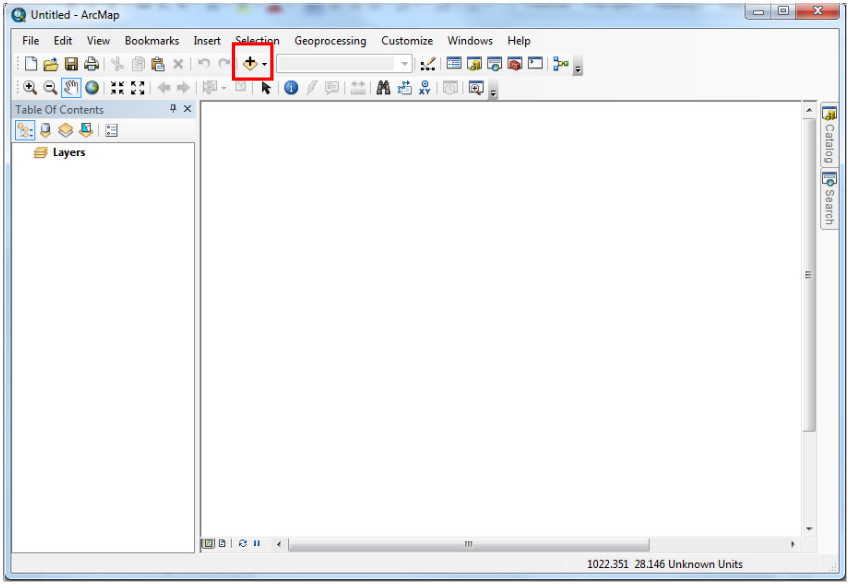 Untitled - ArcMap
File Edit View Bookmarks Insert Selection Geoprocessing Customize Windows Help
Table Of Contents
Layers
Catalog
Search
1022.351 28.146 Unknown Units